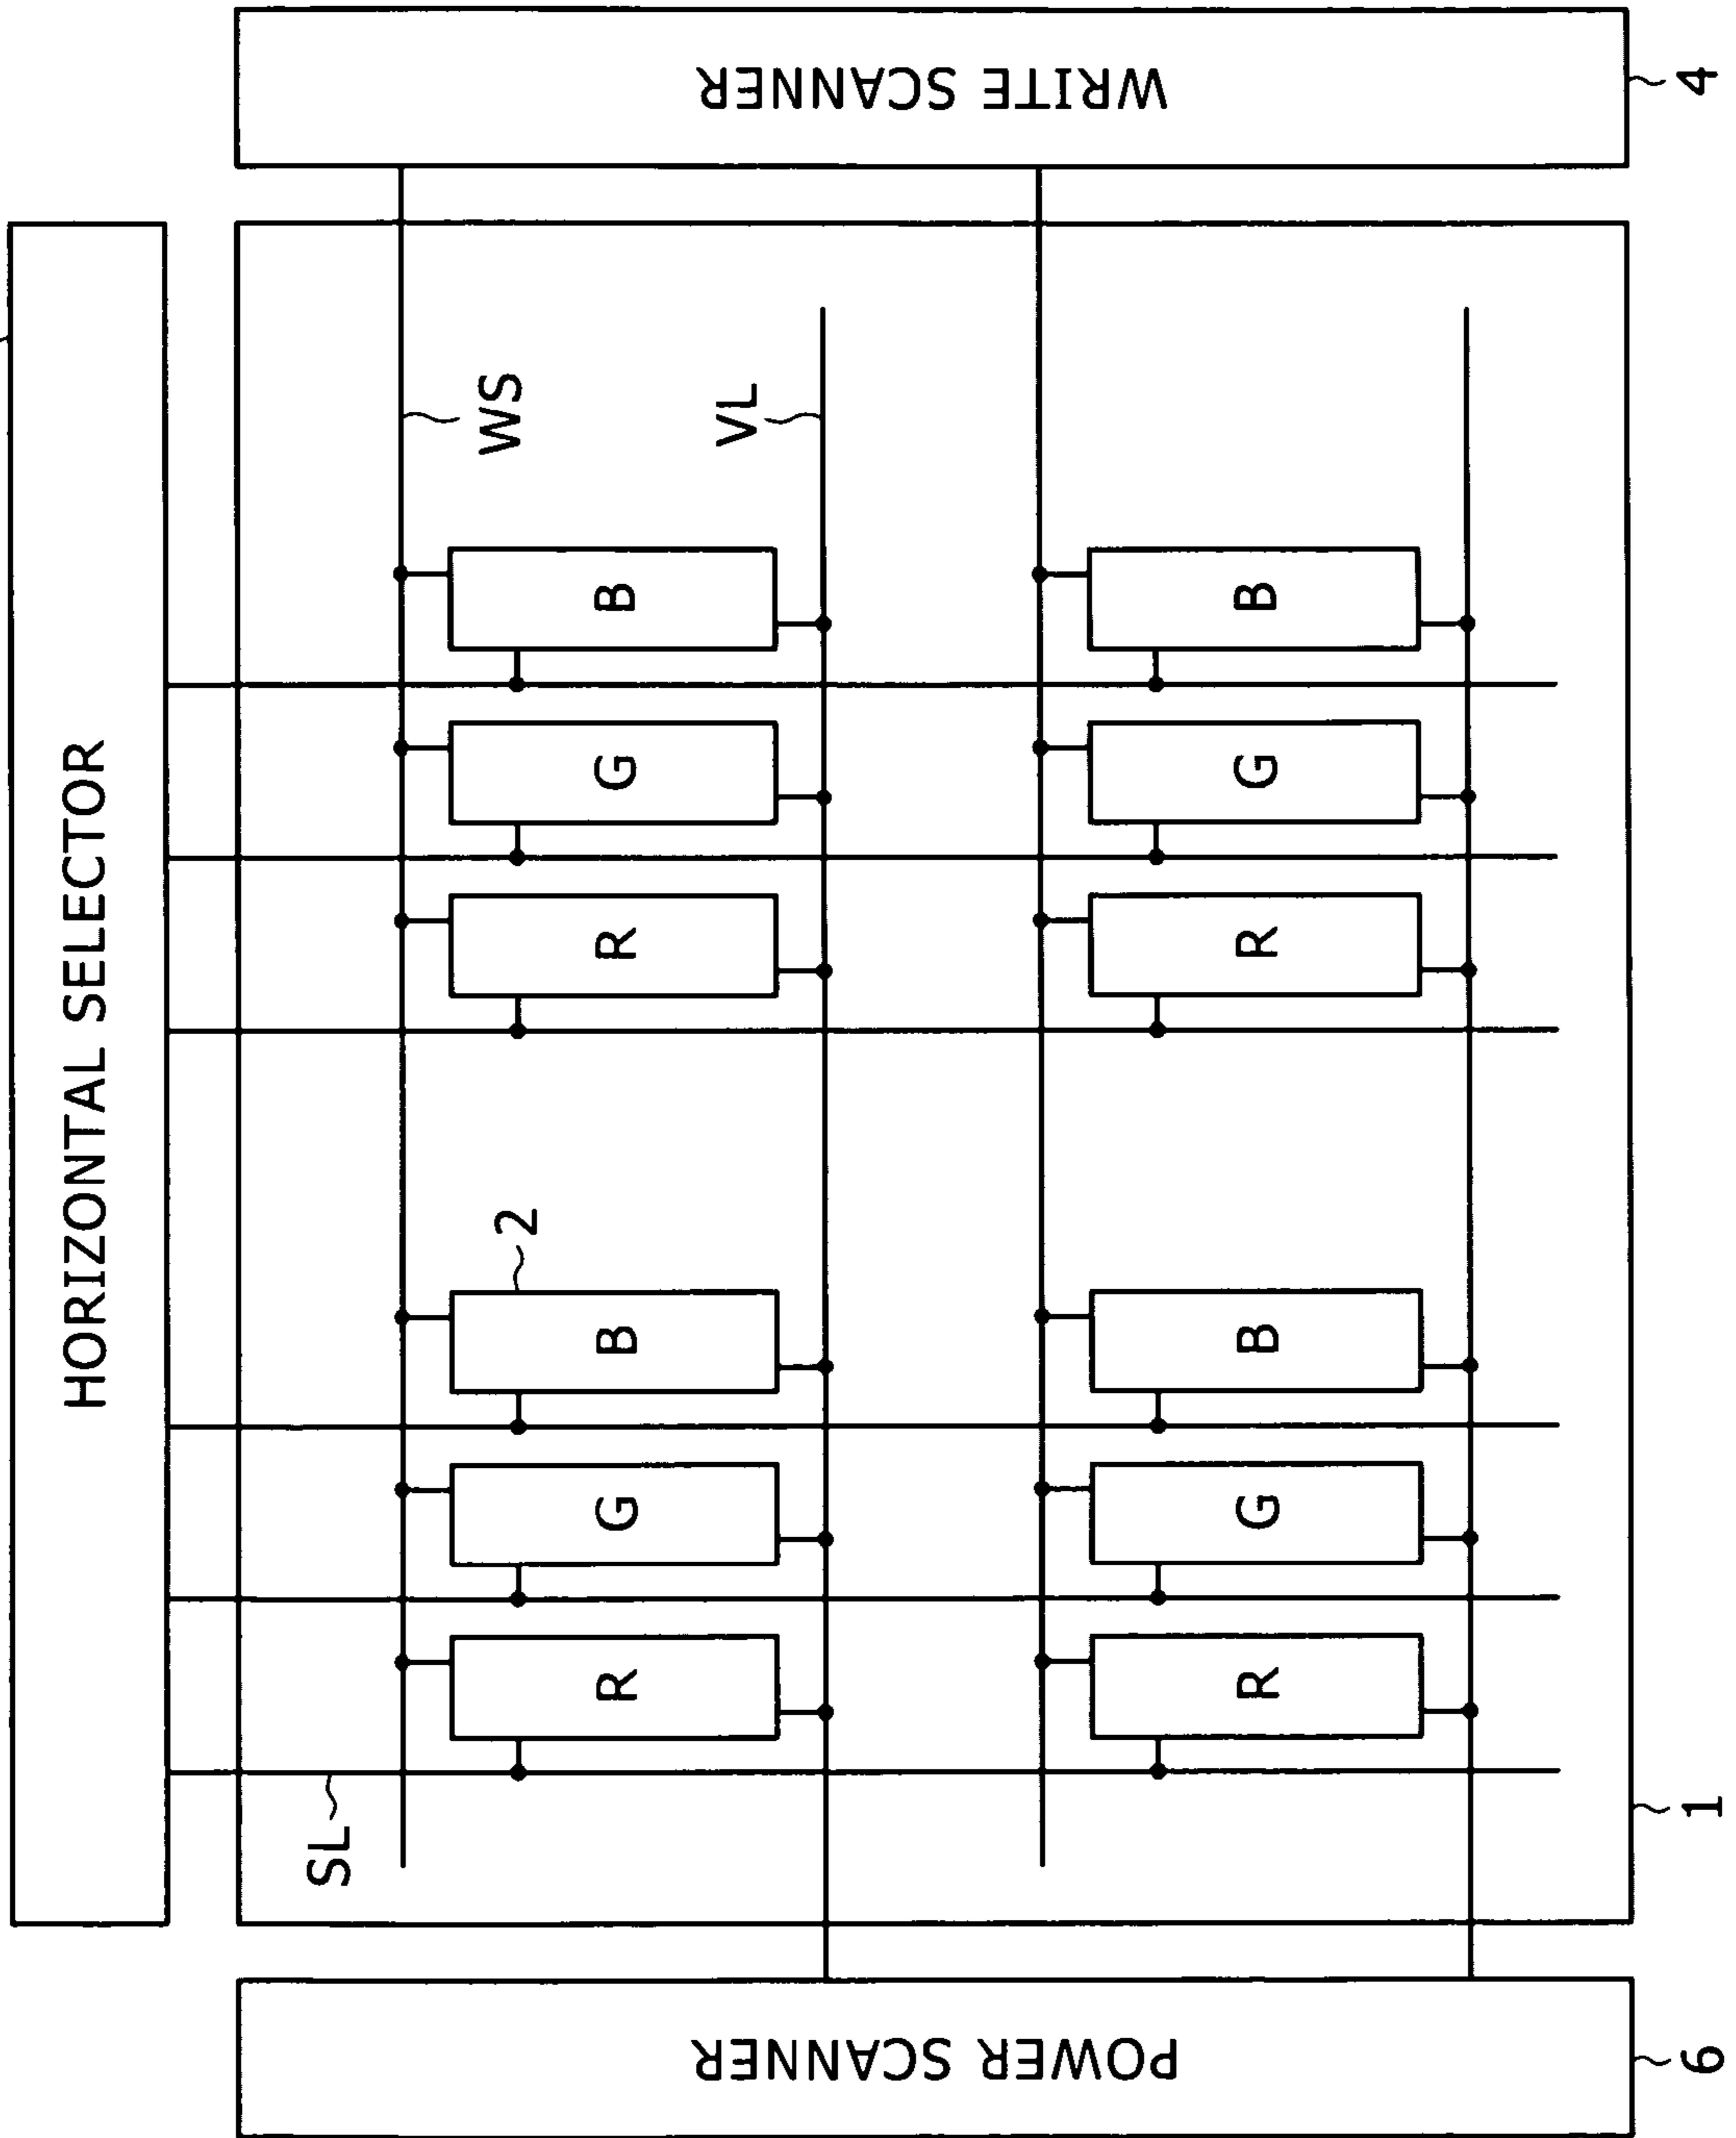 HORIZONTAL SELECTOR
POWER SCANNER
6
WRITE SCANNER
4
SL
WS
VL
R
G
B
2
R
G
B
R
G
B
R
G
B
1